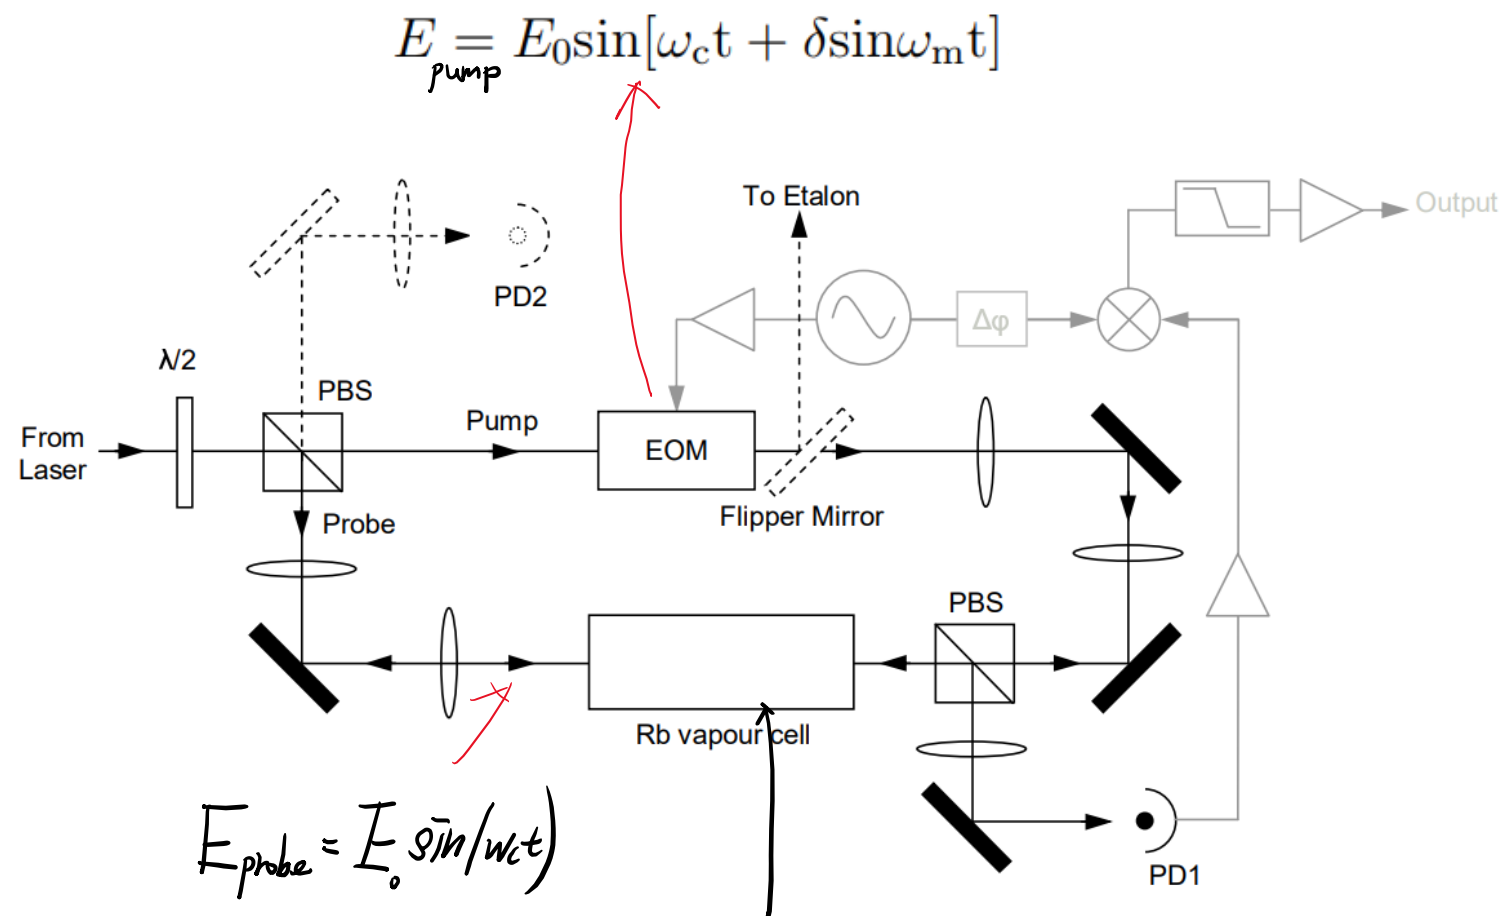 E = E₀sin[ω_c t + δsinω_m t]
pump
To Etalon
Output
PD2
Δφ
λ/2
PBS
Pump
From
Laser
EOM
Flipper Mirror
Probe
PBS
Rb vapour cell
E_probe = E₀ sin(ω_c t)
PD1